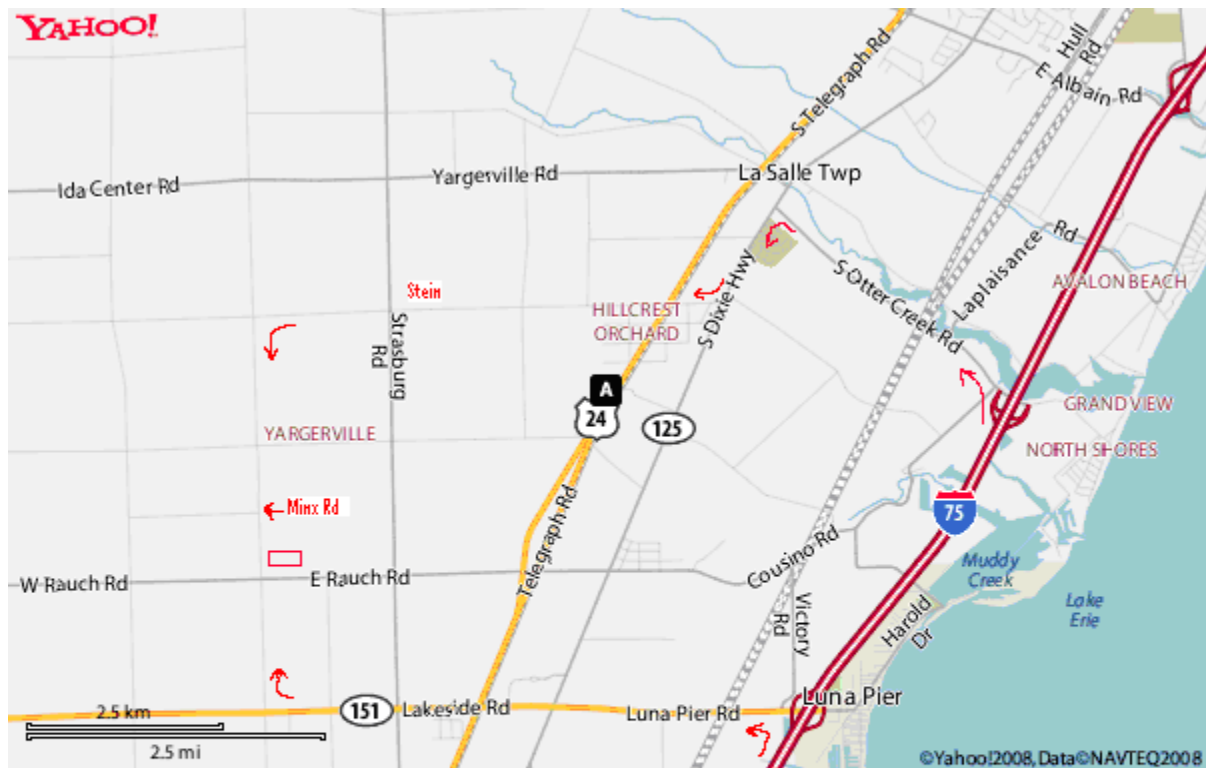 YAHOO!
Hull
Rd
E Albain Rd
S Telegraph Rd
Ida Center Rd
Yargerville Rd
La Salle Twp
Laplaisance Rd
S Otter Creek Rd
AVALON BEACH
Stein
HILLCREST
ORCHARD
S Dixie Hwy
Strasburg
Rd
A
24
125
GRAND VIEW
NORTH SHORES
YARGERVILLE
Minx Rd
Telegraph Rd
75
Cousino Rd
Muddy
Creek
Lake
Erie
W Rauch Rd
E Rauch Rd
Victory
Rd
Harold
Dr
151
Lakeside Rd
Luna Pier Rd
Luna Pier
2.5 km
2.5 mi
©Yahoo!2008, Data©NAVTEQ2008